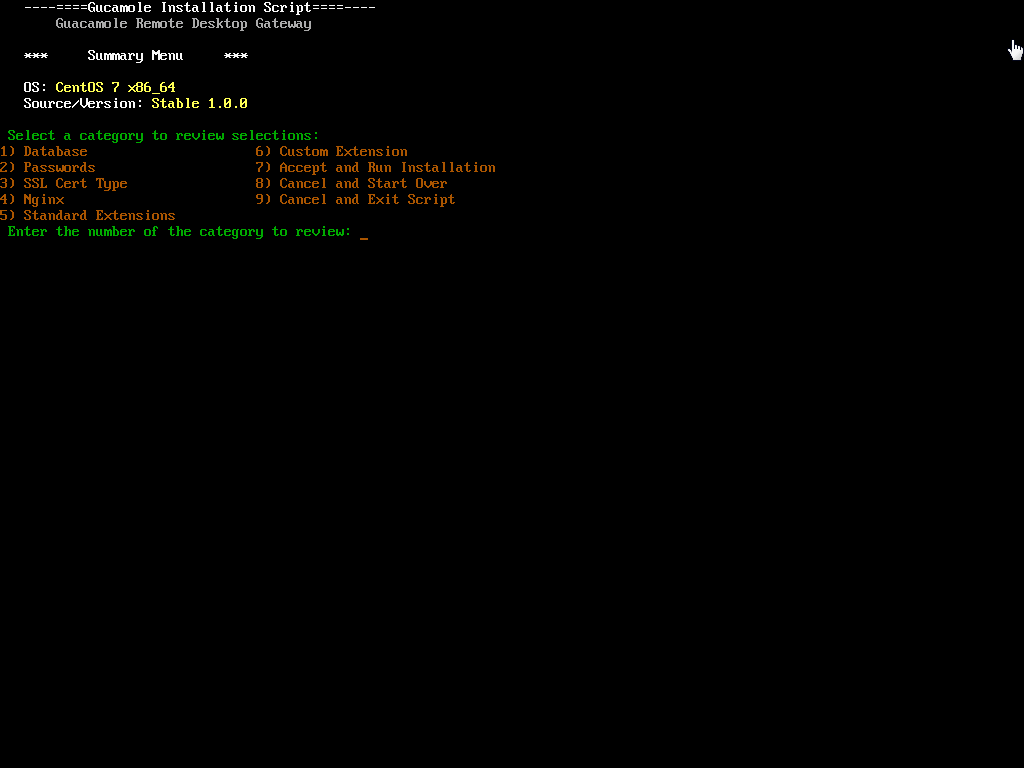 ----====Gucamole Installation Script====----
Guacamole Remote Desktop Gateway
*** Summary Menu ***
OS: CentOS 7 x86_64
Source/Version: Stable 1.0.0
Select a category to review selections:
1) Database 6) Custom Extension
2) Passwords 7) Accept and Run Installation
3) SSL Cert Type 8) Cancel and Start Over
4) Nginx 9) Cancel and Exit Script
5) Standard Extensions
Enter the number of the category to review: _